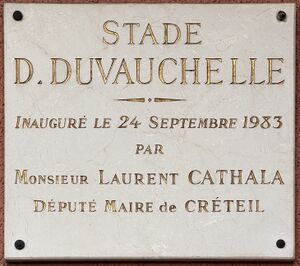 STADE
D. DUVAUCHELLE
INAUGURÉ LE 24 SEPTEMBRE 1983
PAR
MONSIEUR LAURENT CATHALA
DÉPUTÉ MAIRE de CRÉTEIL